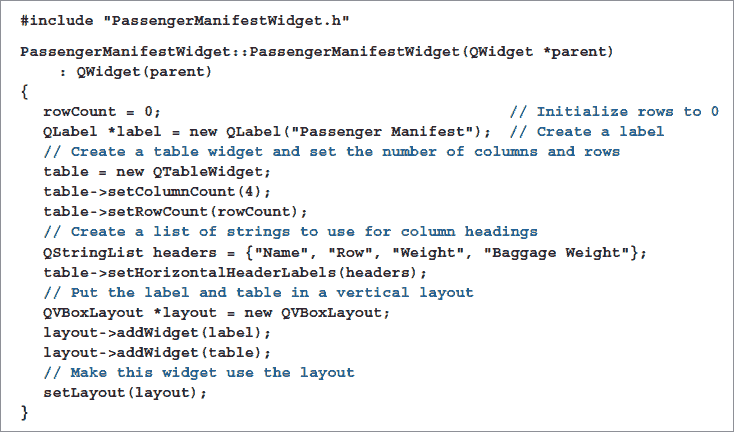 #include "PassengerManifestWidget.h"
PassengerManifestWidget::PassengerManifestWidget(QWidget *parent)
    : QWidget(parent)
{
  rowCount = 0;                                // Initialize rows to 0
  QLabel *label = new QLabel("Passenger Manifest");  // Create a label
  // Create a table widget and set the number of columns and rows
  table = new QTableWidget;
  table->setColumnCount(4);
  table->setRowCount(rowCount);
  // Create a list of strings to use for column headings
  QStringList headers = {"Name", "Row", "Weight", "Baggage Weight"};
  table->setHorizontalHeaderLabels(headers);
  // Put the label and table in a vertical layout
  QVBoxLayout *layout = new QVBoxLayout;
  layout->addWidget(label);
  layout->addWidget(table);
  // Make this widget use the layout
  setLayout(layout);
}